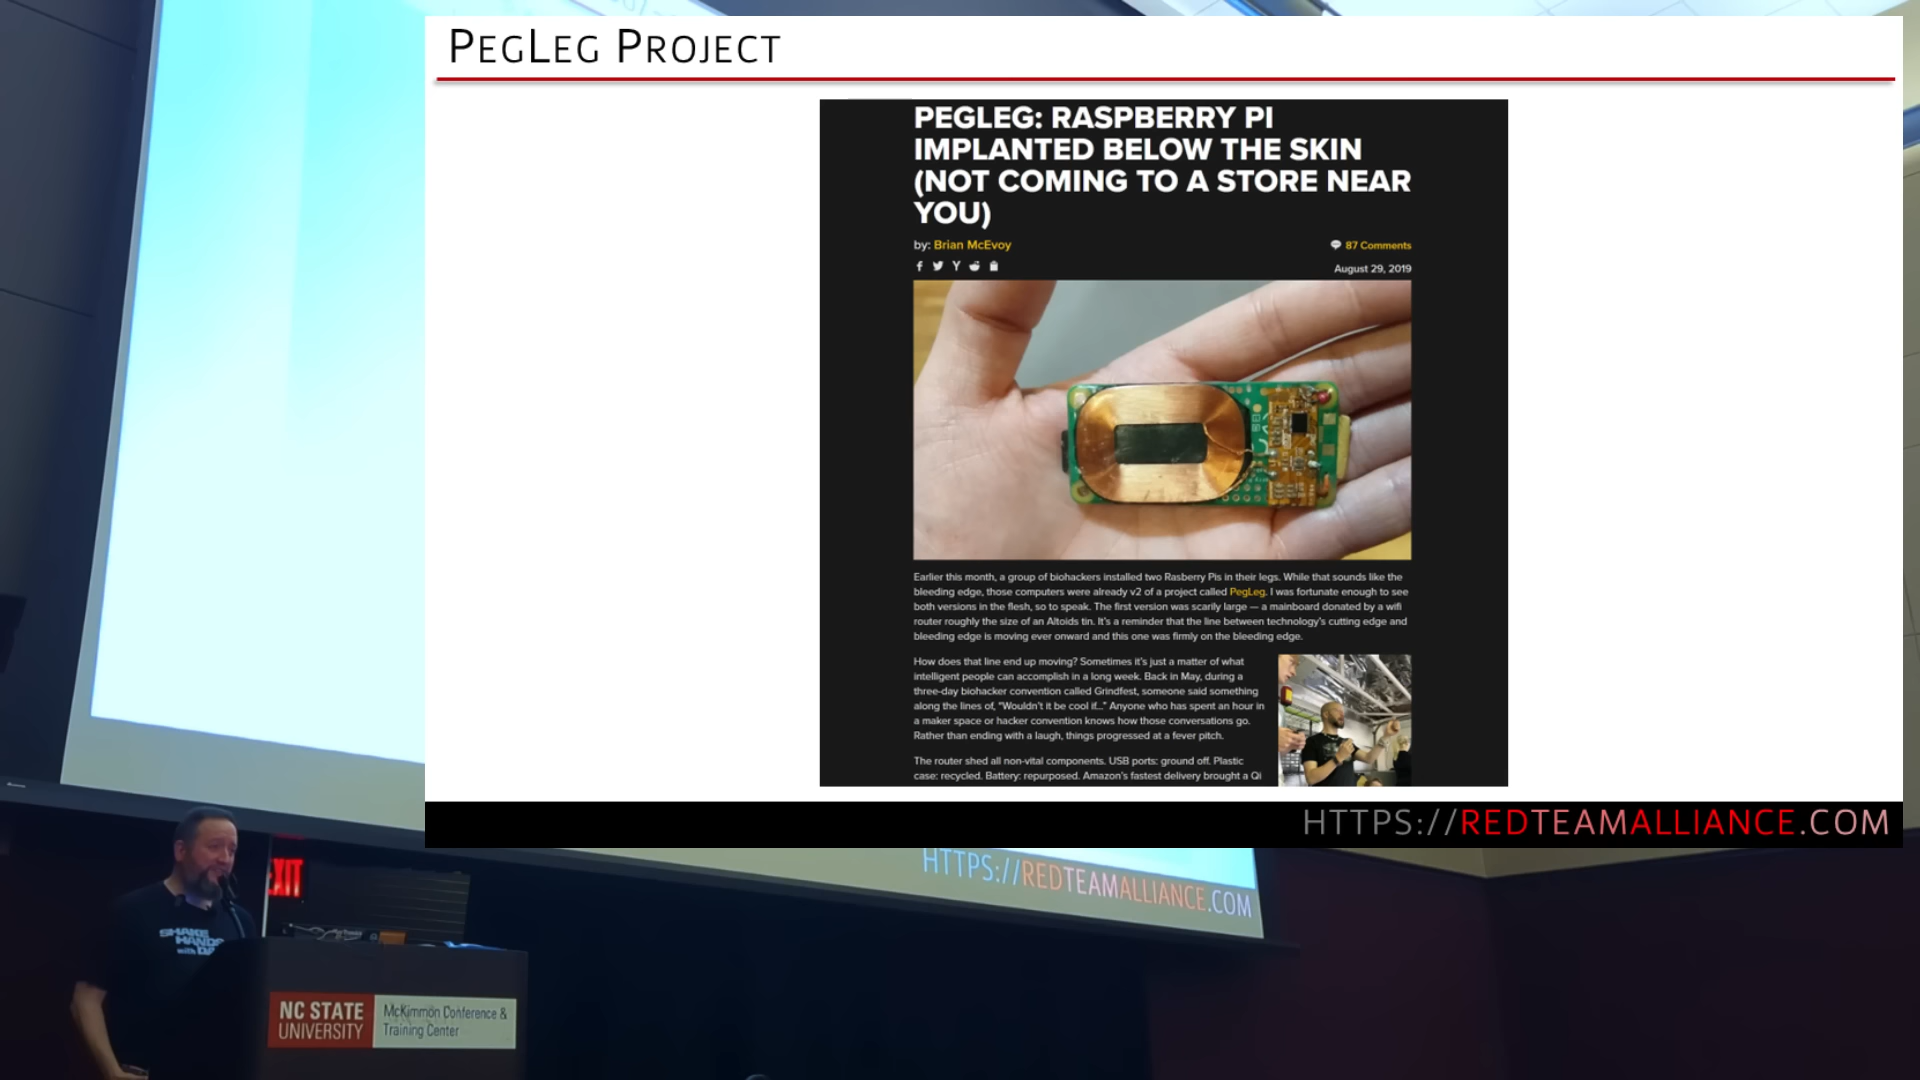 PEGLEG PROJECT
PEGLEG: RASPBERRY PI
IMPLANTED BELOW THE SKIN
(NOT COMING TO A STORE NEAR
YOU)
by: Brian McEvoy
87 Comments
August 29, 2019
Earlier this month, a group of biohackers installed two Rasberry Pis in their legs. While that sounds like the
bleeding edge, those computers were already v2 of a project called PegLeg. I was fortunate enough to see
both versions in the flesh, so to speak. The first version was scarily large — a mainboard donated by a wifi
router roughly the size of an Altoids tin. It's a reminder that the line between technology's cutting edge and
bleeding edge is moving ever onward and this one was firmly on the bleeding edge.
How does that line end up moving? Sometimes it's just a matter of what
intelligent people can accomplish in a long week. Back in May, during a
three-day biohacker convention called Grindfest, someone said something
along the lines of, "Wouldn't it be cool if..." Anyone who has spent an hour in
a maker space or hacker convention knows how those conversations go.
Rather than ending with a laugh, things progressed at a fever pitch.
The router shed all non-vital components. USB ports: ground off. Plastic
case: recycled. Battery: repurposed. Amazon's fastest delivery brought a Qi
HTTPS://REDTEAMALLIANCE.COM
HTTPS://REDTEAMALLIANCE.COM
EXIT
SHAKE
HANDS
with
NC STATE
UNIVERSITY
McKimmon Conference &
Training Center